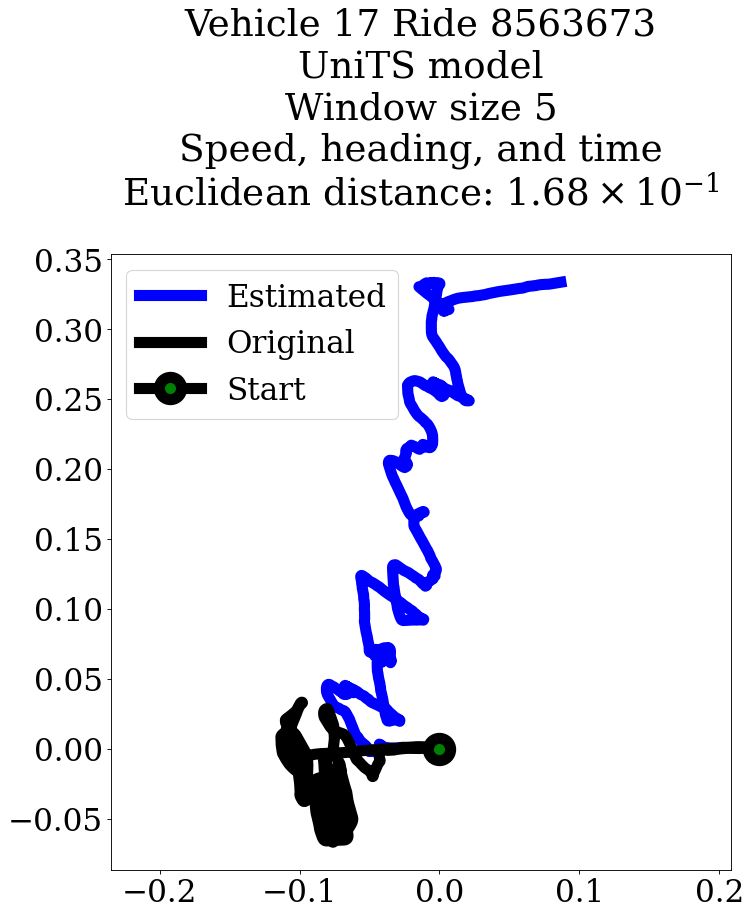 Vehicle 17 Ride 8563673
UniTS model
Window size 5
Speed, heading, and time
Euclidean distance: 1.68 × 10⁻¹
Estimated
Original
Start
0.35
0.30
0.25
0.20
0.15
0.10
0.05
0.00
−0.05
−0.2
−0.1
0.0
0.1
0.2